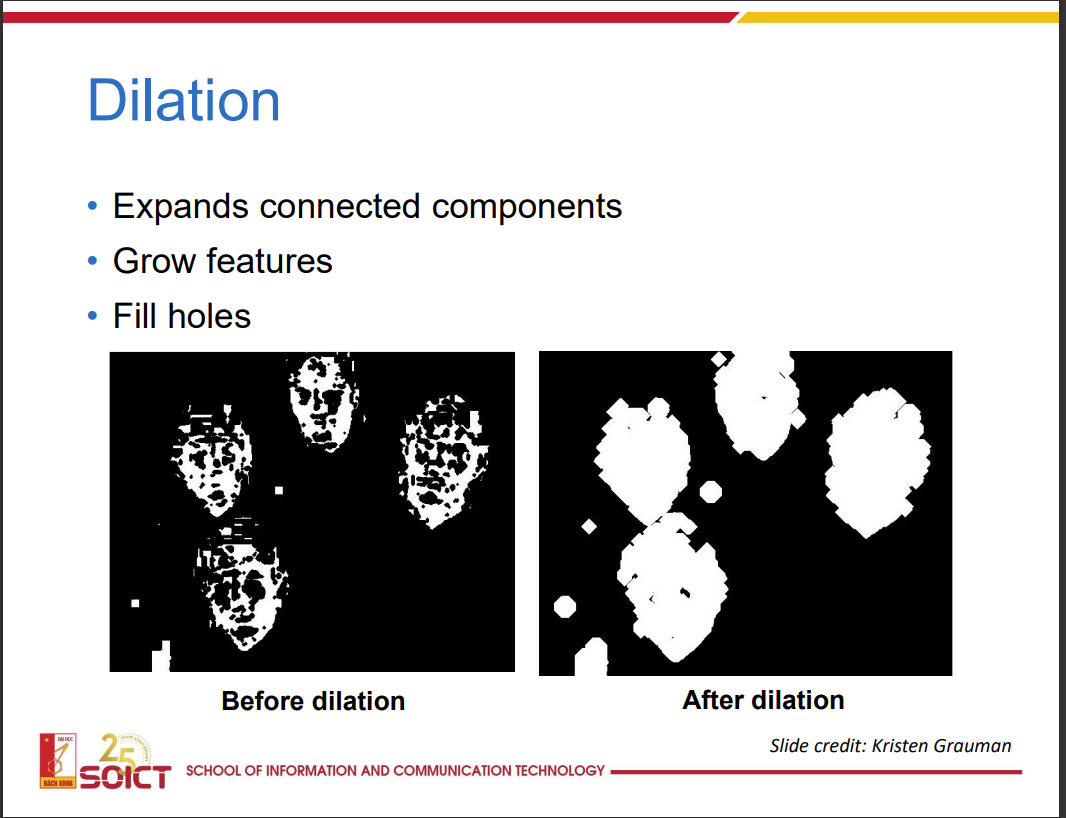 Dilation
• Expands connected components
• Grow features
• Fill holes
Before dilation
After dilation
Slide credit: Kristen Grauman
ĐẠI HỌC
BÁCH KHOA
25
SOICT
SCHOOL OF INFORMATION AND COMMUNICATION TECHNOLOGY